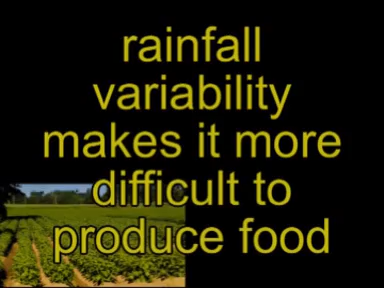 rainfall
variability
makes it more
difficult to
produce food